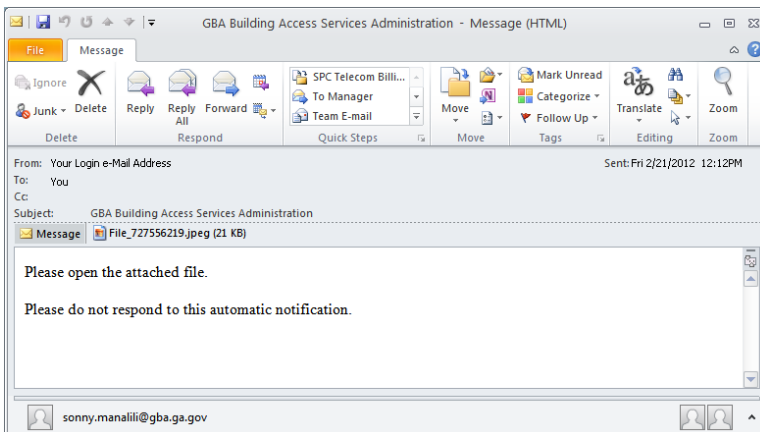 GBA Building Access Services Administration - Message (HTML)
File Message
Ignore
Junk
Delete
Reply
Reply All
Forward
SPC Telecom Billi...
To Manager
Team E-mail
Move
Mark Unread
Categorize
Follow Up
Translate
Zoom
Delete Respond Quick Steps Move Tags Editing Zoom
From: Your Login e-Mail Address Sent: Fri 2/21/2012 12:12PM
To: You
Cc:
Subject: GBA Building Access Services Administration
Message File_727556219.jpeg (21 KB)
Please open the attached file.
Please do not respond to this automatic notification.
sonny.manalili@gba.ga.gov